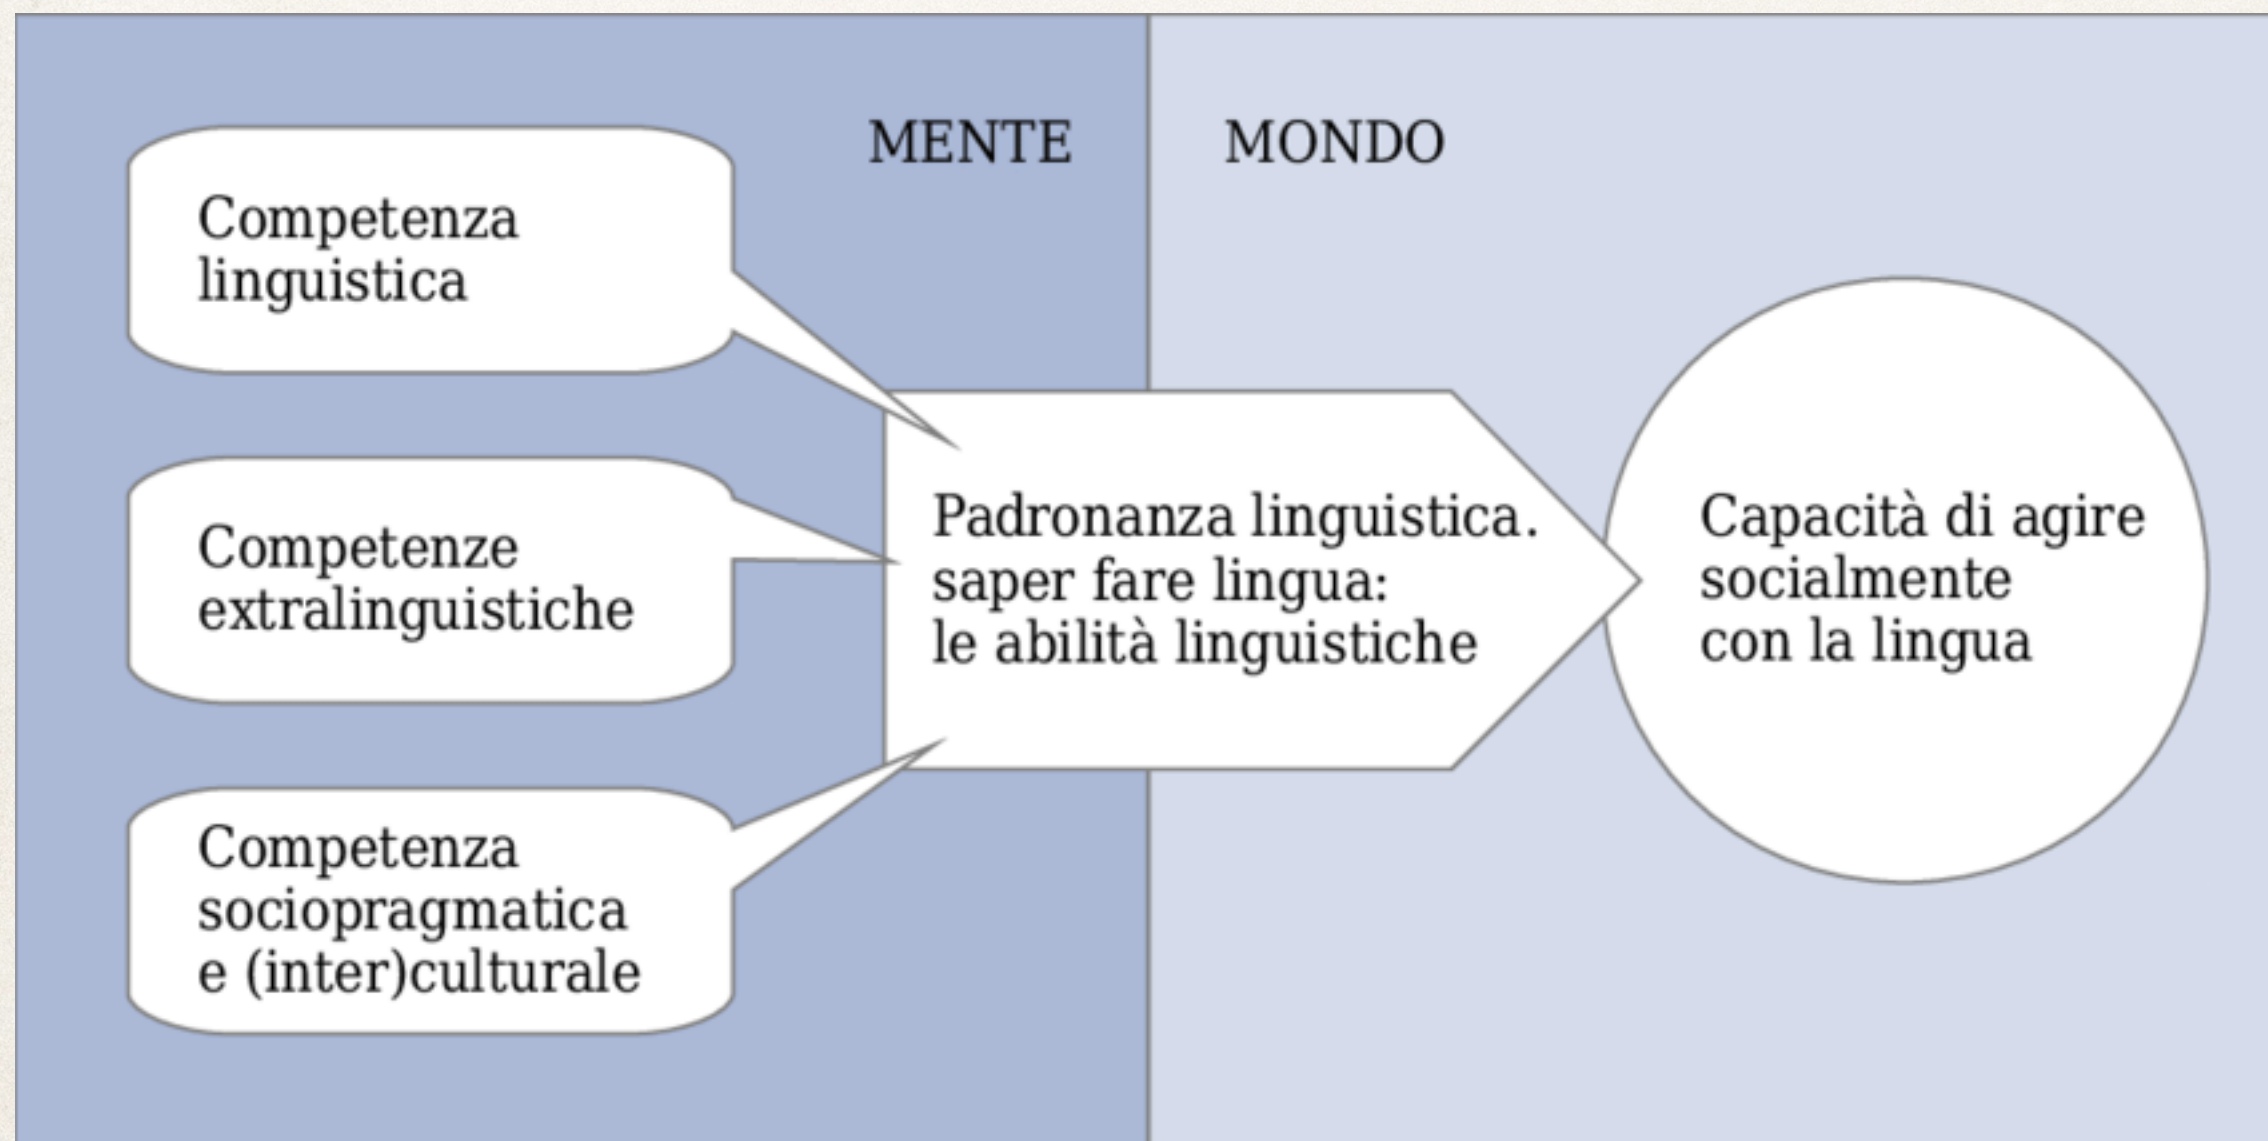 MENTE
MONDO
Competenza
linguistica
Competenze
extralinguistiche
Competenza
sociopragmatica
e (inter)culturale
Padronanza linguistica.
saper fare lingua:
le abilità linguistiche
Capacità di agire
socialmente
con la lingua